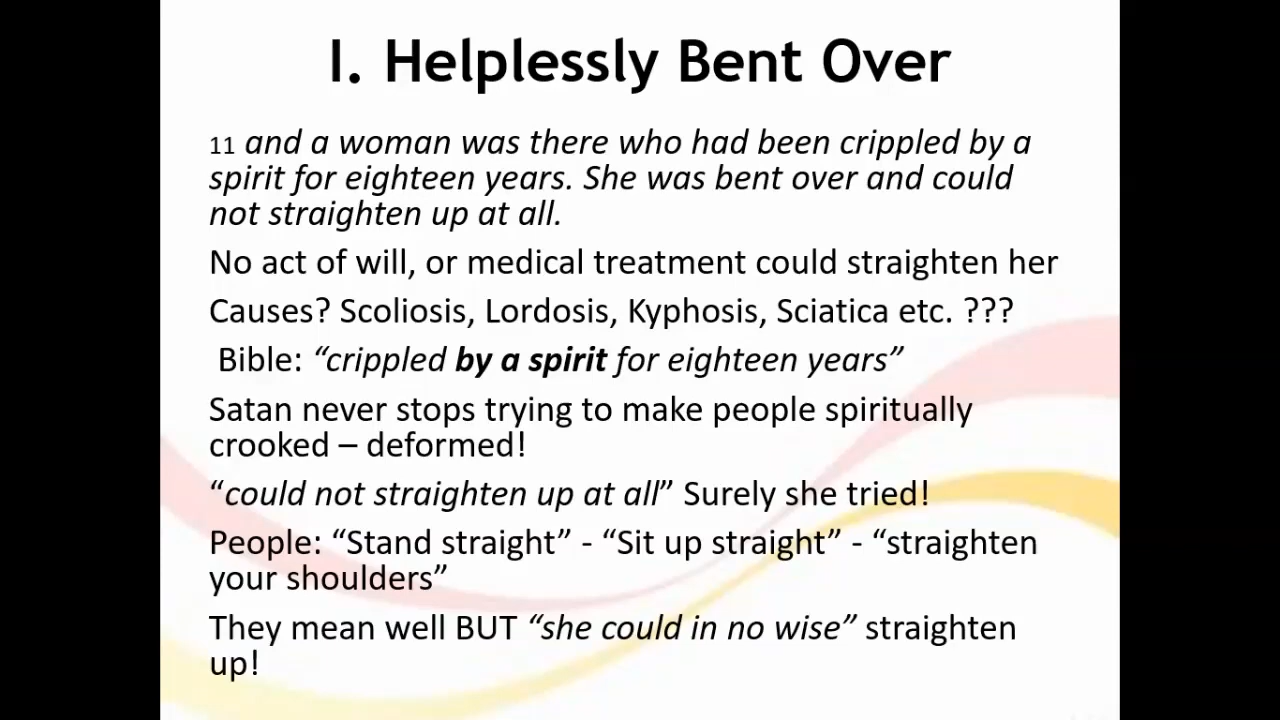 I. Helplessly Bent Over
11 and a woman was there who had been crippled by a
spirit for eighteen years. She was bent over and could
not straighten up at all.
No act of will, or medical treatment could straighten her
Causes? Scoliosis, Lordosis, Kyphosis, Sciatica etc. ???
Bible: “crippled by a spirit for eighteen years”
Satan never stops trying to make people spiritually
crooked – deformed!
“could not straighten up at all” Surely she tried!
People: “Stand straight” - “Sit up straight” - “straighten
your shoulders”
They mean well BUT “she could in no wise” straighten
up!